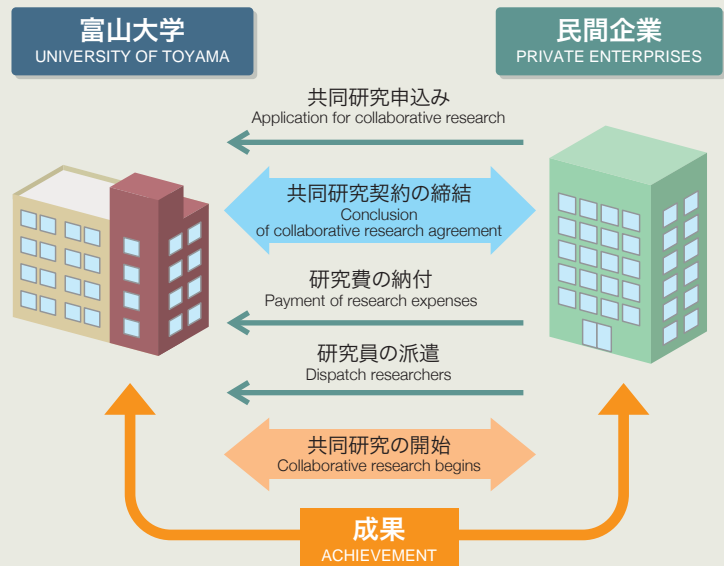 富山大学
UNIVERSITY OF TOYAMA
民間企業
PRIVATE ENTERPRISES
共同研究申込み
Application for collaborative research
共同研究契約の締結
Conclusion
of collaborative research agreement
研究費の納付
Payment of research expenses
研究員の派遣
Dispatch researchers
共同研究の開始
Collaborative research begins
成果
ACHIEVEMENT